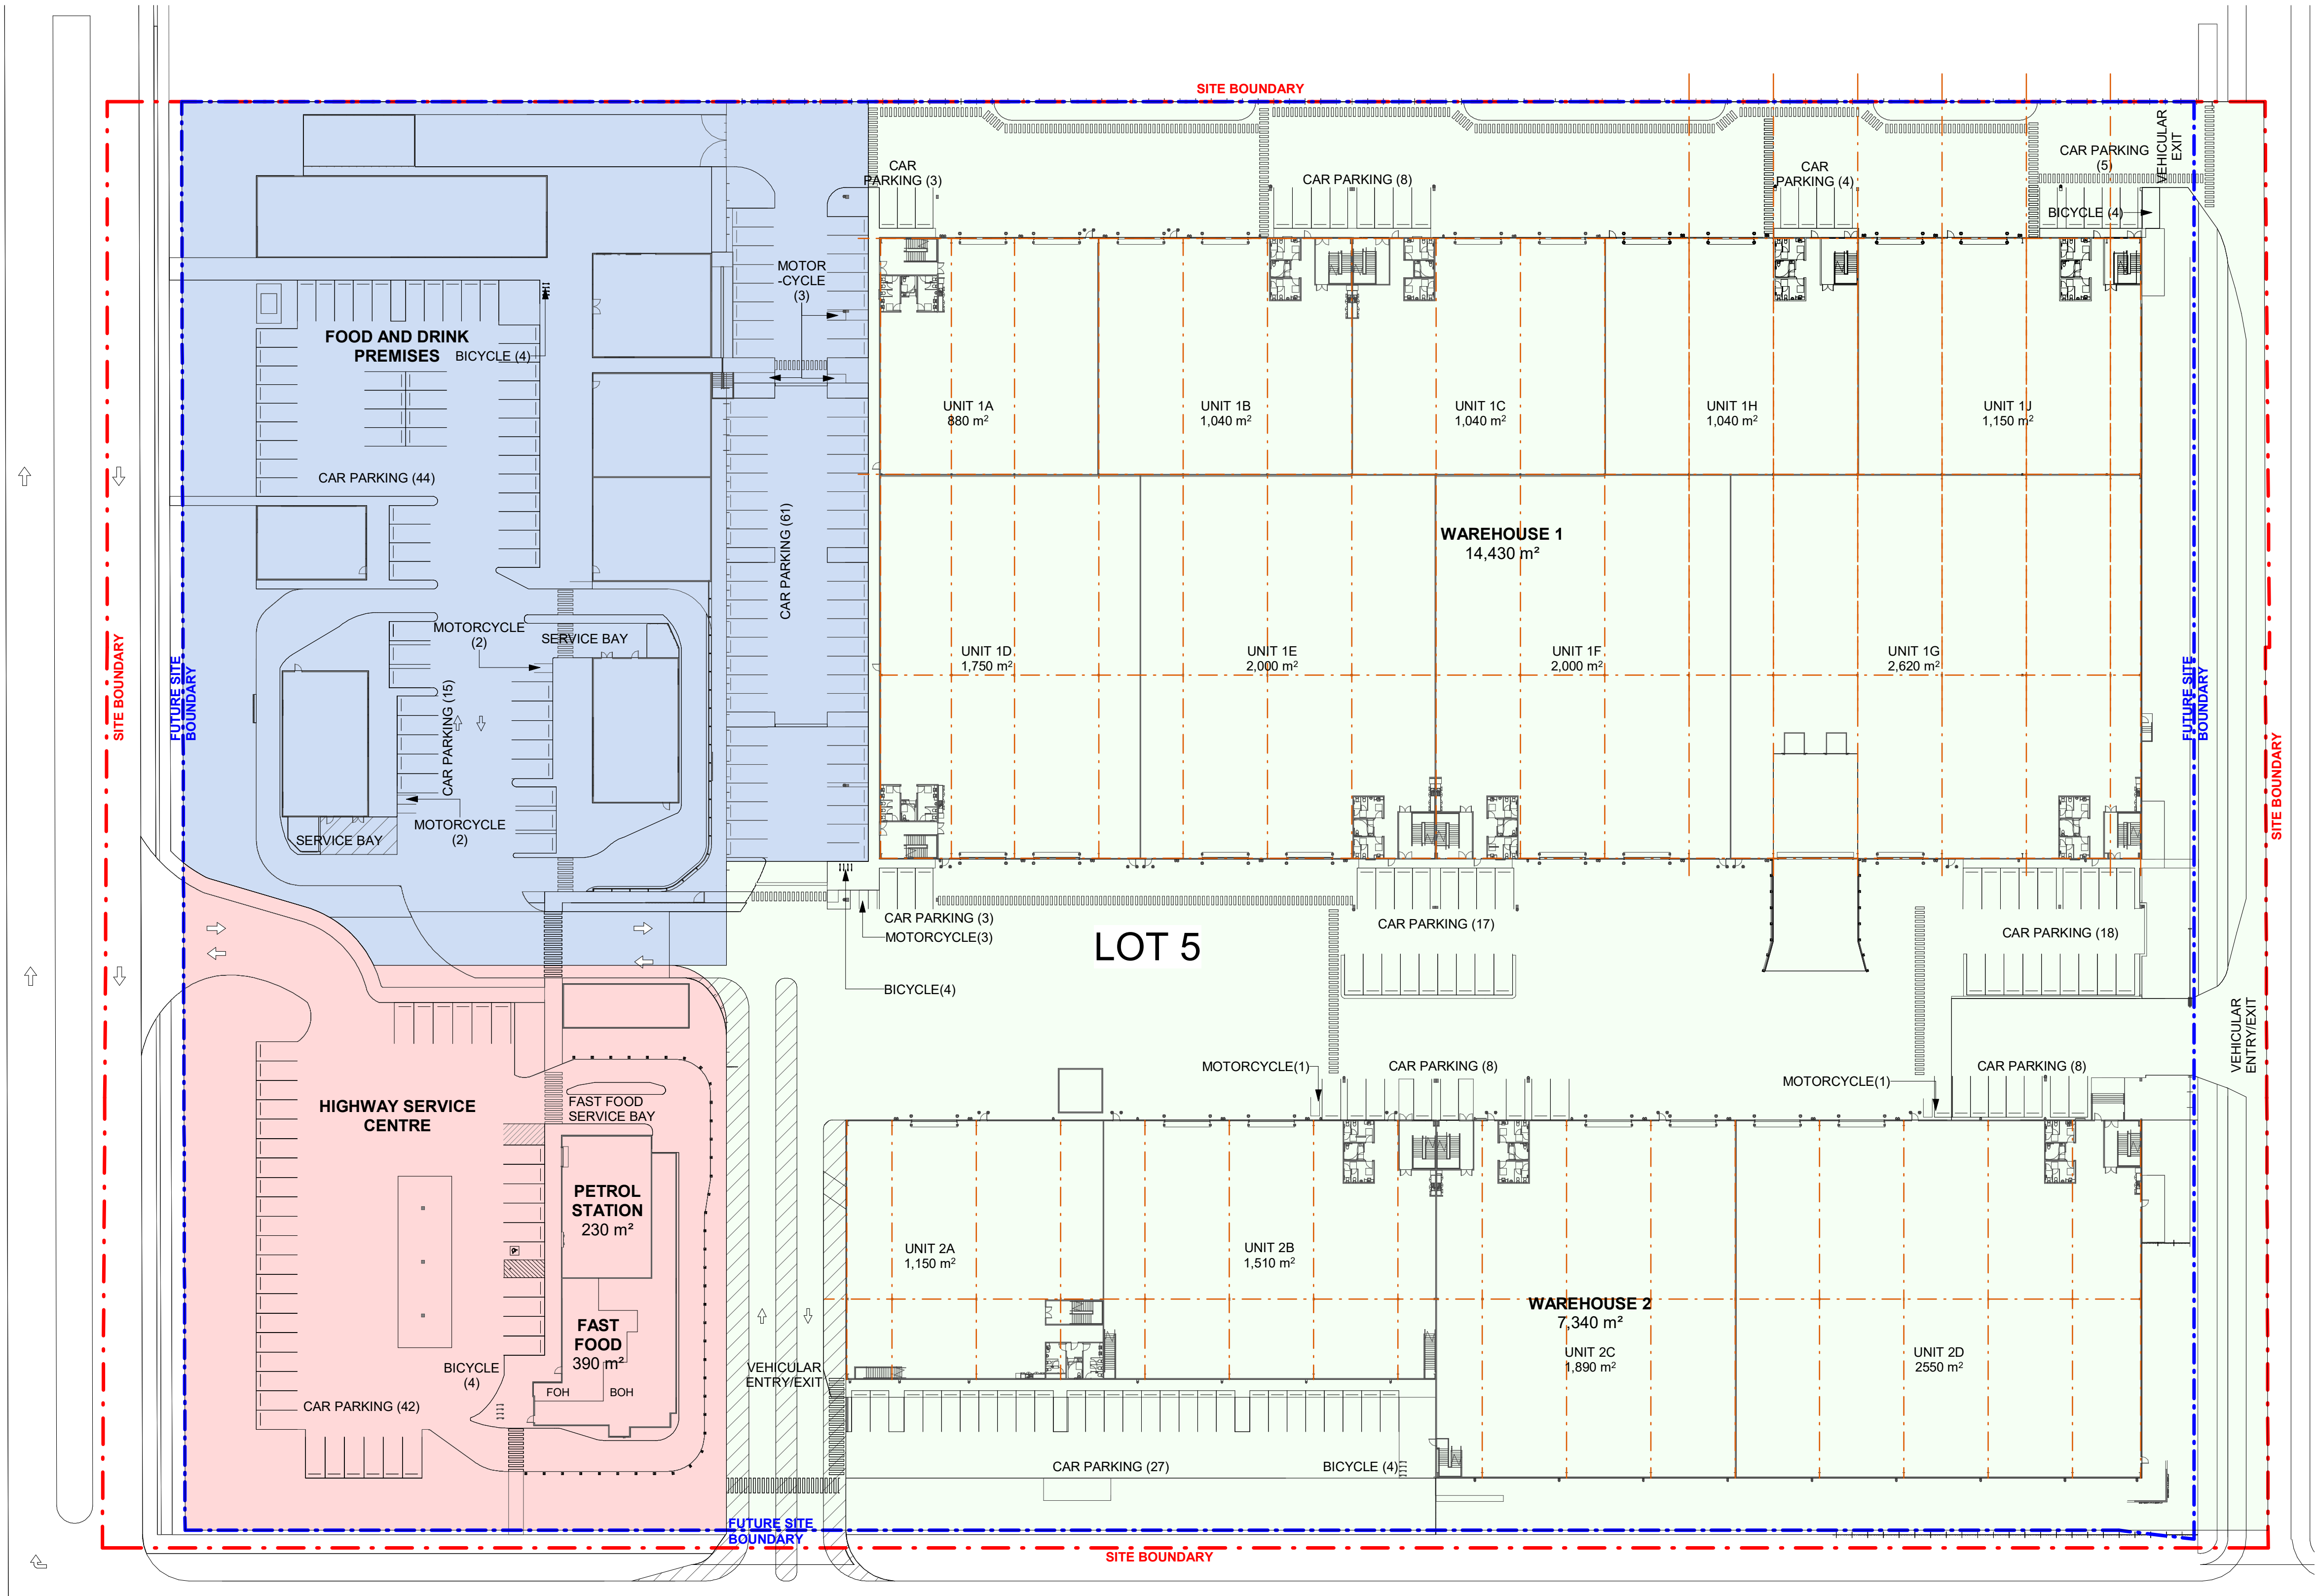 SITE BOUNDARY
VEHICULAR
EXIT
CAR
PARKING (3)
CAR PARKING (8)
CAR
PARKING (4)
CAR PARKING
(5)
BICYCLE (4)
MOTOR
-CYCLE
(3)
FOOD AND DRINK
PREMISES
BICYCLE (4)
CAR PARKING (44)
UNIT 1A
880 m²
UNIT 1B
1,040 m²
UNIT 1C
1,040 m²
UNIT 1H
1,040 m²
UNIT 1J
1,150 m²
CAR PARKING (61)
WAREHOUSE 1
14,430 m²
SITE BOUNDARY
FUTURE SITE
BOUNDARY
MOTORCYCLE
(2)
SERVICE BAY
CAR PARKING (15)
UNIT 1D
1,750 m²
UNIT 1E
2,000 m²
UNIT 1F
2,000 m²
UNIT 1G
2,620 m²
FUTURE SITE
BOUNDARY
SITE BOUNDARY
SERVICE BAY
MOTORCYCLE
(2)
CAR PARKING (3)
MOTORCYCLE(3)
BICYCLE(4)
LOT 5
CAR PARKING (17)
CAR PARKING (18)
VEHICULAR
ENTRY/EXIT
MOTORCYCLE(1)
CAR PARKING (8)
MOTORCYCLE(1)
CAR PARKING (8)
HIGHWAY SERVICE
CENTRE
FAST FOOD
SERVICE BAY
PETROL
STATION
230 m²
FAST
FOOD
390 m²
FOH
BOH
BICYCLE
(4)
CAR PARKING (42)
VEHICULAR
ENTRY/EXIT
UNIT 2A
1,150 m²
UNIT 2B
1,510 m²
WAREHOUSE 2
7,340 m²
UNIT 2C
1,890 m²
UNIT 2D
2550 m²
CAR PARKING (27)
BICYCLE (4)
FUTURE SITE
BOUNDARY
SITE BOUNDARY